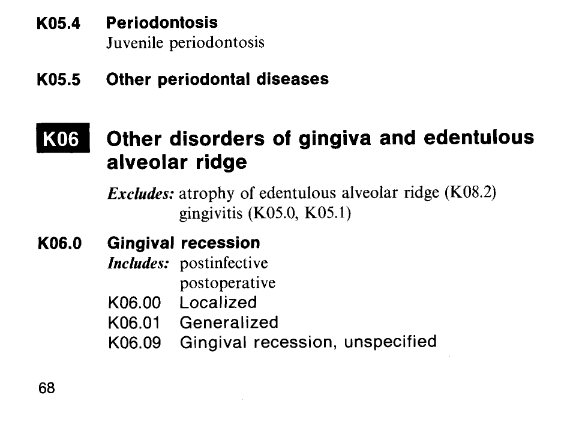 K05.4 Periodontosis
Juvenile periodontosis
K05.5 Other periodontal diseases
K06 Other disorders of gingiva and edentulous
alveolar ridge
Excludes: atrophy of edentulous alveolar ridge (K08.2)
gingivitis (K05.0, K05.1)
K06.0 Gingival recession
Includes: postinfective
postoperative
K06.00 Localized
K06.01 Generalized
K06.09 Gingival recession, unspecified
68